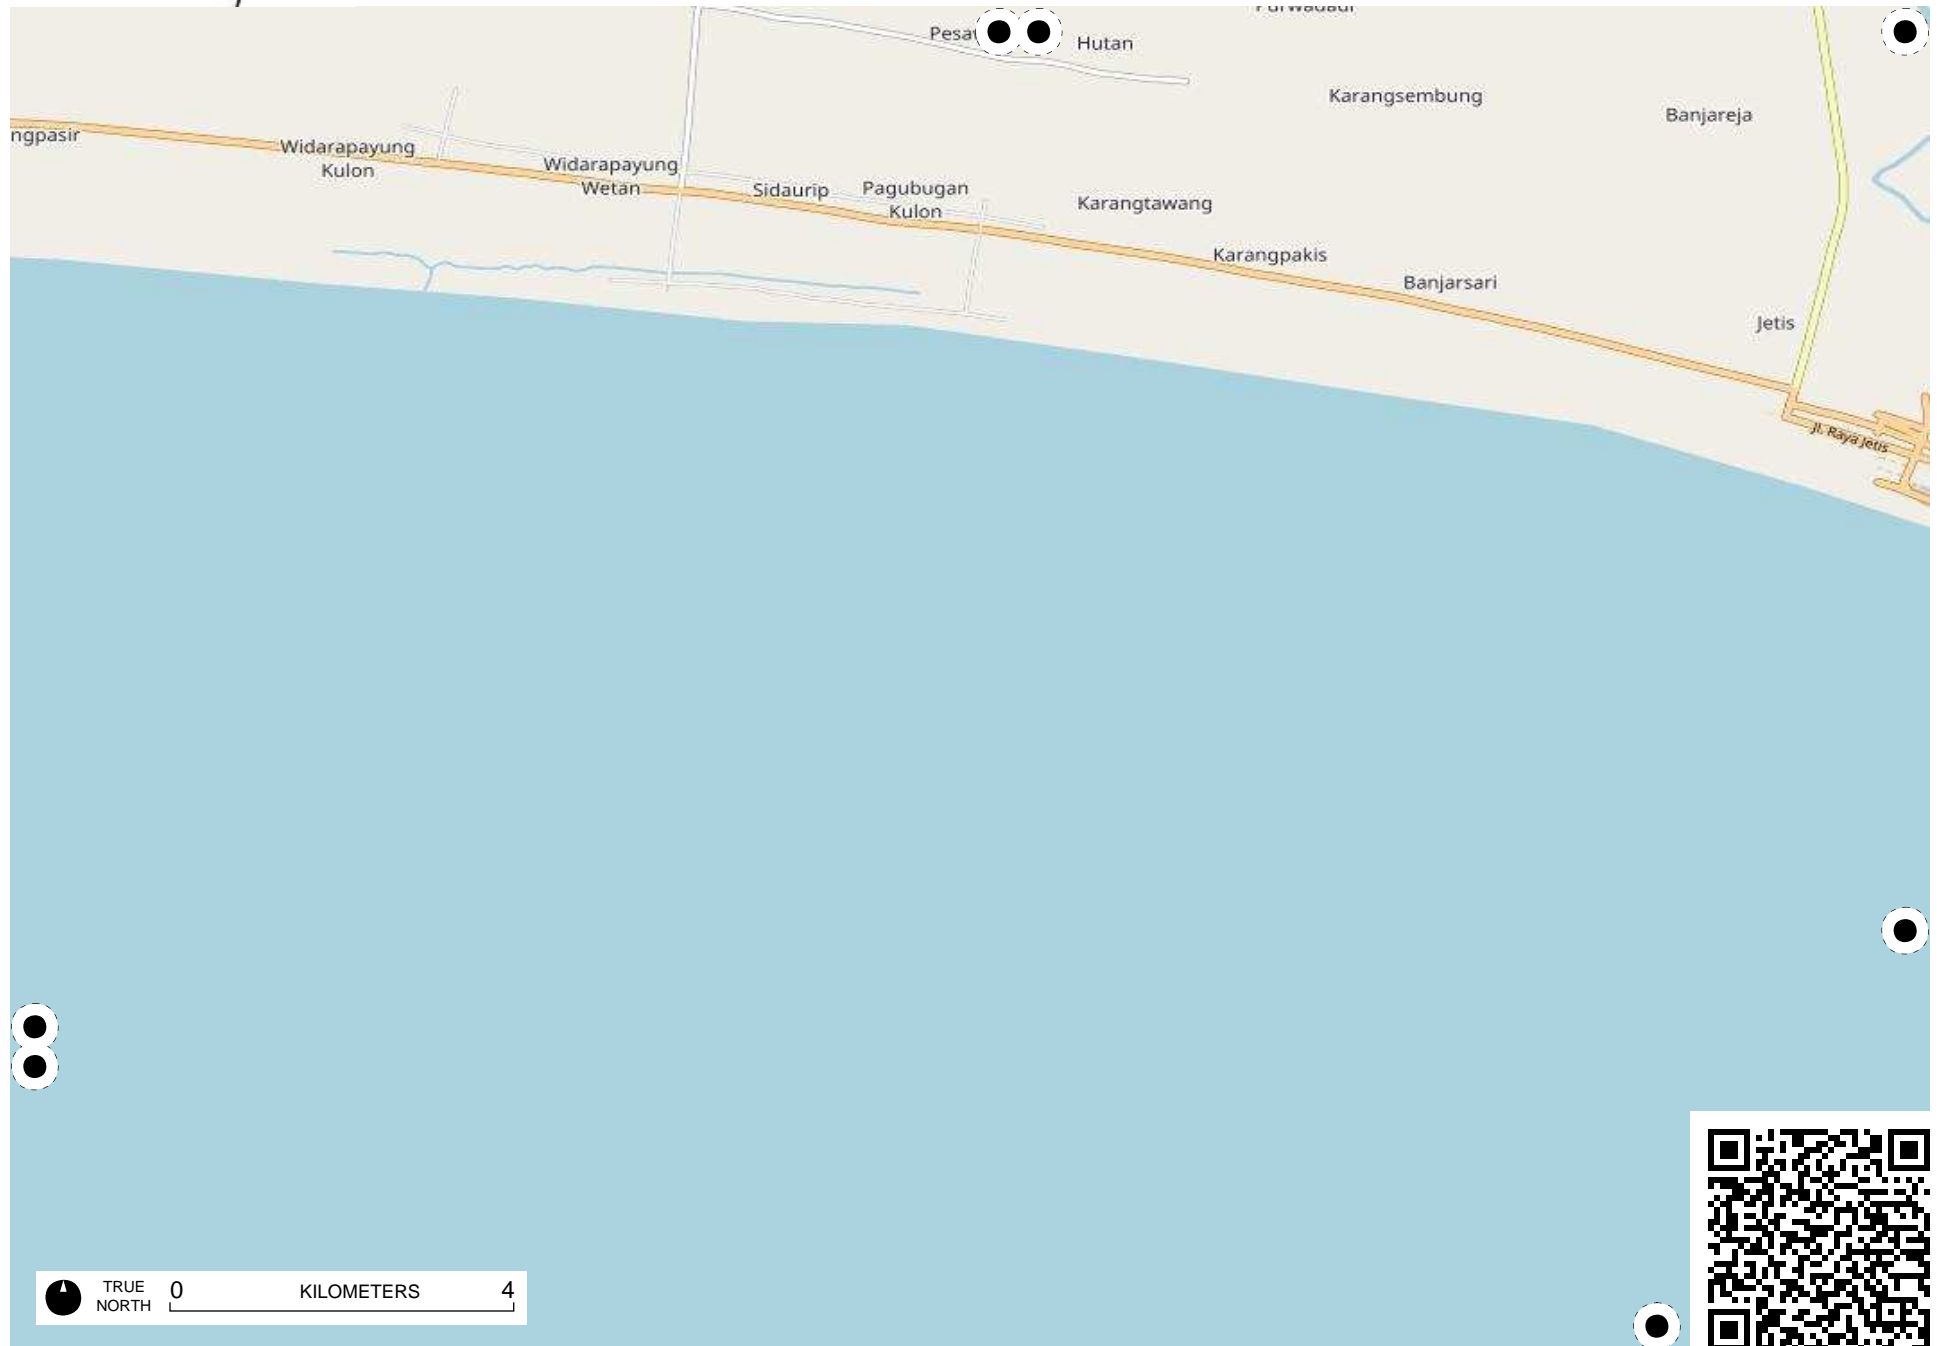 Hutan
Karangsembung
Banjareja
ngpasir
Widarapayung
Kulon
Widarapayung
Wetan
Sidaurip
Pagubugan
Kulon
Karangtawang
Karangpakis
Banjarsari
Jetis
Jl. Raya Jetis
TRUE
NORTH
0
KILOMETERS
4